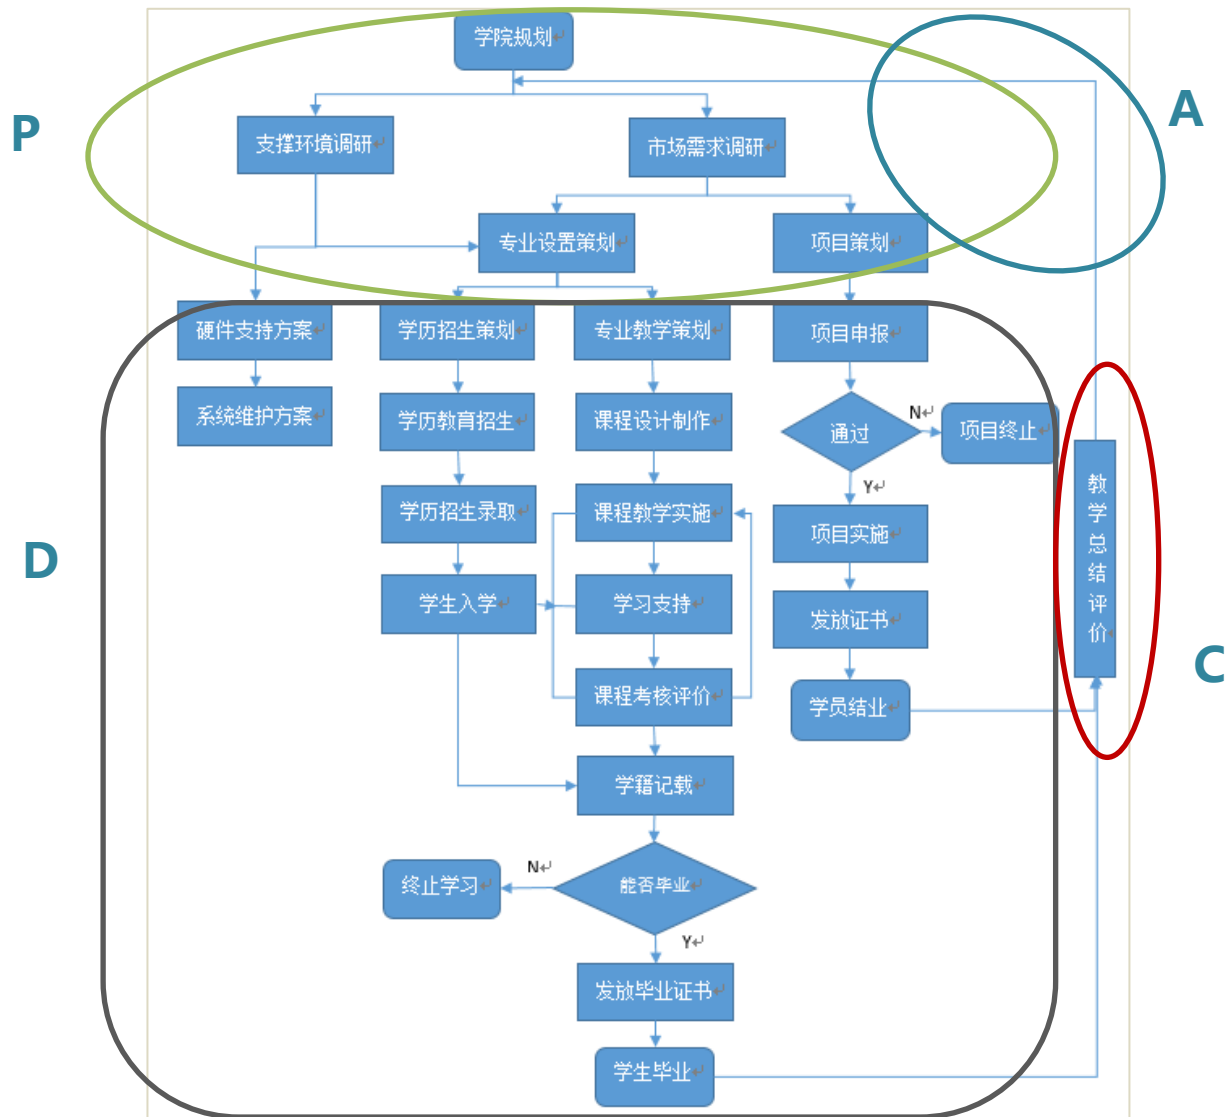 学院规划
A
P
支撑环境调研
市场需求调研
专业设置策划
项目策划
硬件支持方案
学历招生策划
专业教学策划
项目申报
系统维护方案
学历教育招生
课程设计制作
通过
N
项目终止
Y
学历招生录取
课程教学实施
项目实施
教学总结评价
D
学生入学
学习支持
发放证书
C
课程考核评价
学员结业
学籍记载
终止学习
N
能否毕业
Y
发放毕业证书
学生毕业